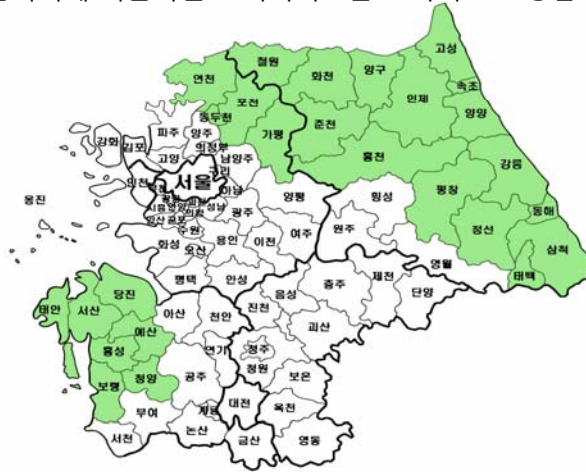 고성
철원
화천
양구
연천
인제
속조
포천
양양
동두천
춘천
파주
양주
의정부
가평
강화
김포
홍천
강릉
고양
남양주
구리
서울
하남
평창
동해
옹진
양평
횡성
정선
삼척
성남
광주
원주
수원
용인
이천
여주
영월
태백
화성
오산
평택
안성
제천
단양
당진
음성
충주
태안
서산
아산
천안
진천
괴산
예산
홍성
연기
청주
청원
보은
청양
공주
보령
대전
옥천
부여
서천
논산
금산
영동